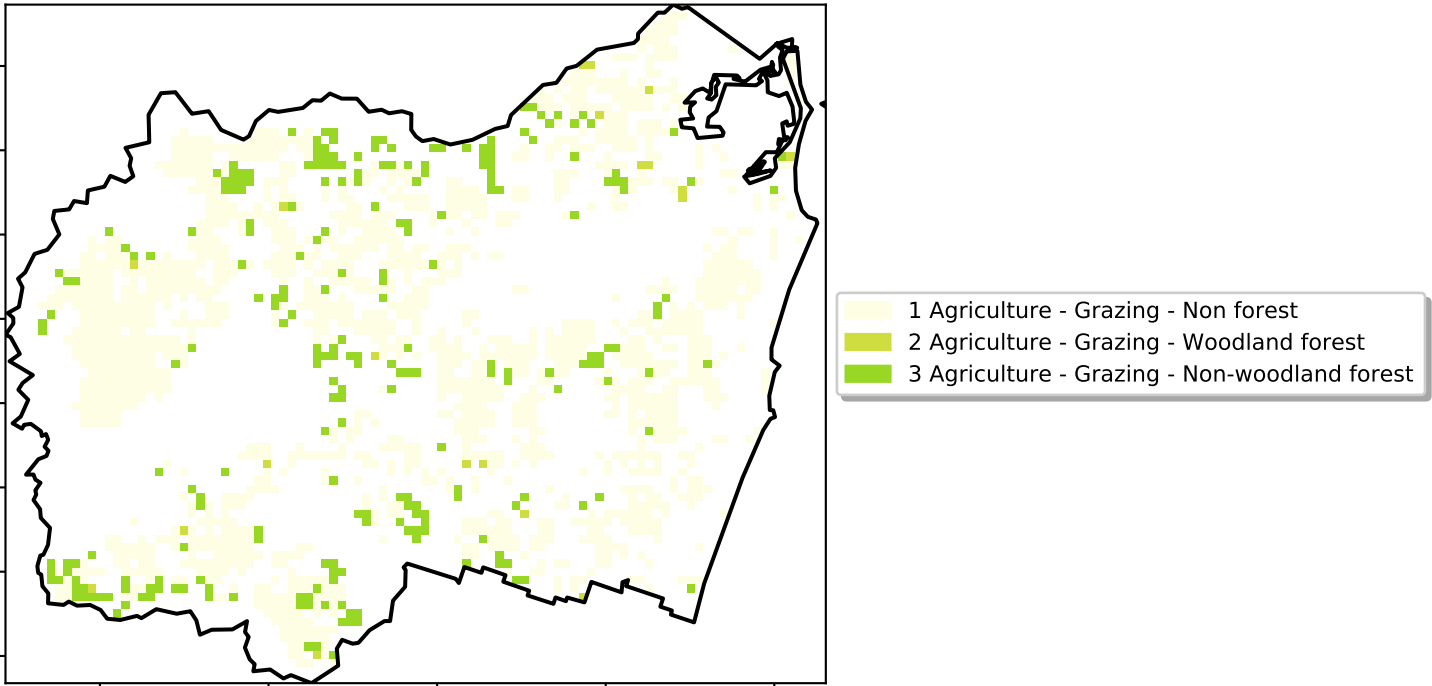 1 Agriculture - Grazing - Non forest
2 Agriculture - Grazing - Woodland forest
3 Agriculture - Grazing - Non-woodland forest